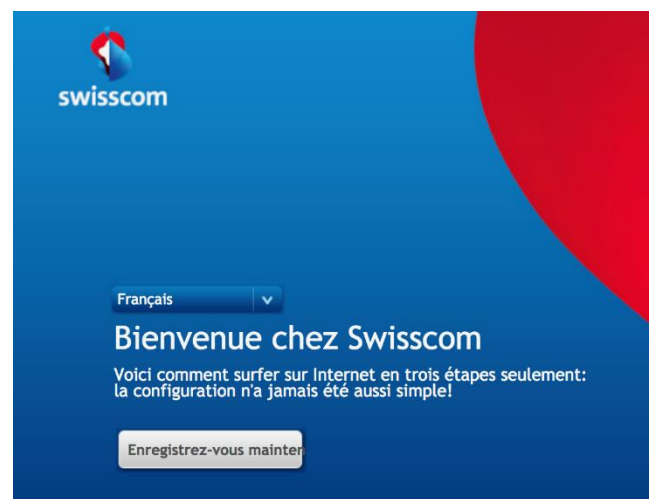 swisscom
Français
Bienvenue chez Swisscom
Voici comment surfer sur Internet en trois étapes seulement:
la configuration n'a jamais été aussi simple!
Enregistrez-vous mainten